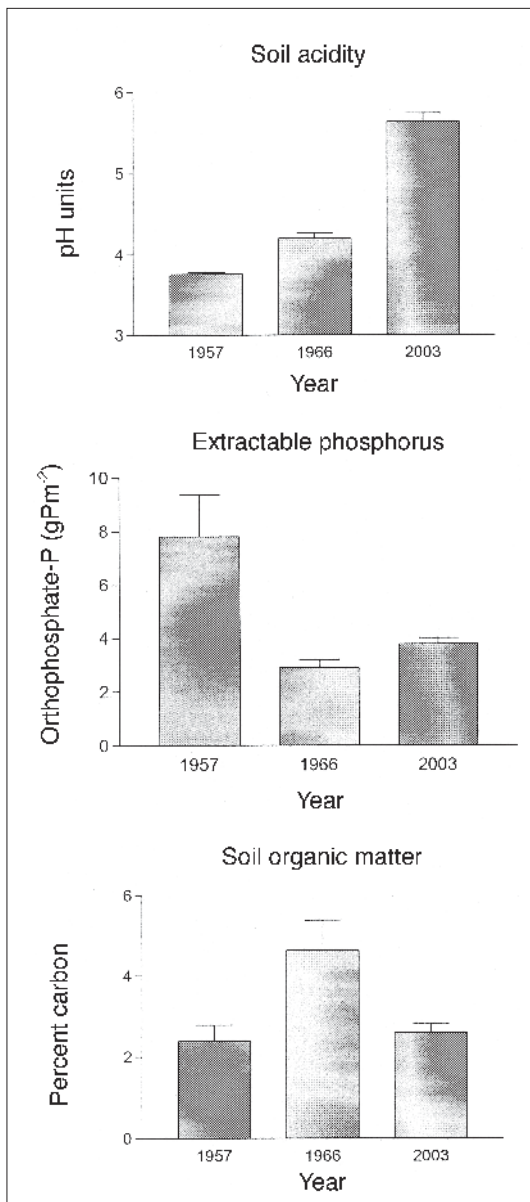 Soil acidity
6
5
4
3
pH units
1957 1966 2003
Year
Extractable phosphorus
10
8
6
4
2
0
Orthophosphate-P (gPm⁻²)
1957 1966 2003
Year
Soil organic matter
6
4
2
0
Percent carbon
1957 1966 2003
Year